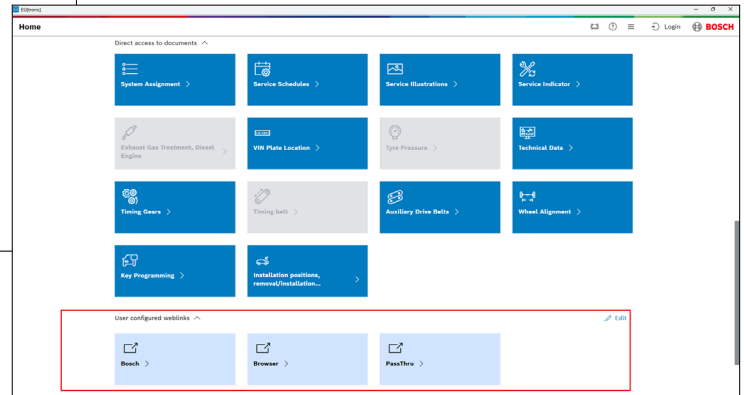 ESI[tronic]
Home
Login
BOSCH
Direct access to documents
System Assignment
Service Schedules
Service Illustrations
Service Indicator
Exhaust Gas Treatment, Diesel
Engine
VIN Plate Location
Tyre Pressure
Technical Data
Timing Gears
Timing belt
Auxiliary Drive Belts
Wheel Alignment
Key Programming
Installation positions,
removal/installation...
User configured weblinks
Edit
Bosch
Browser
PassThru